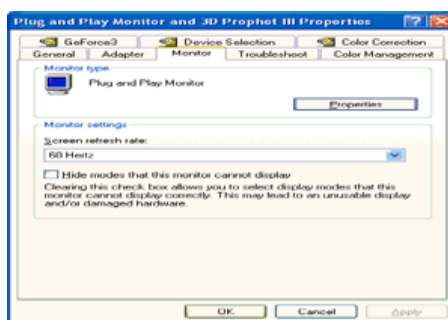 Plug and Play Monitor and 3D Prophet III Properties
GeForce3 Device Selection Color Correction
General Adapter Monitor Troubleshoot Color Management
Monitor type
Plug and Play Monitor
Properties
Monitor settings
Screen refresh rate:
60 Hertz
Hide modes that this monitor cannot display
Clearing this check box allows you to select display modes that this
monitor cannot display correctly. This may lead to an unusable display
and/or damaged hardware.
OK Cancel Apply